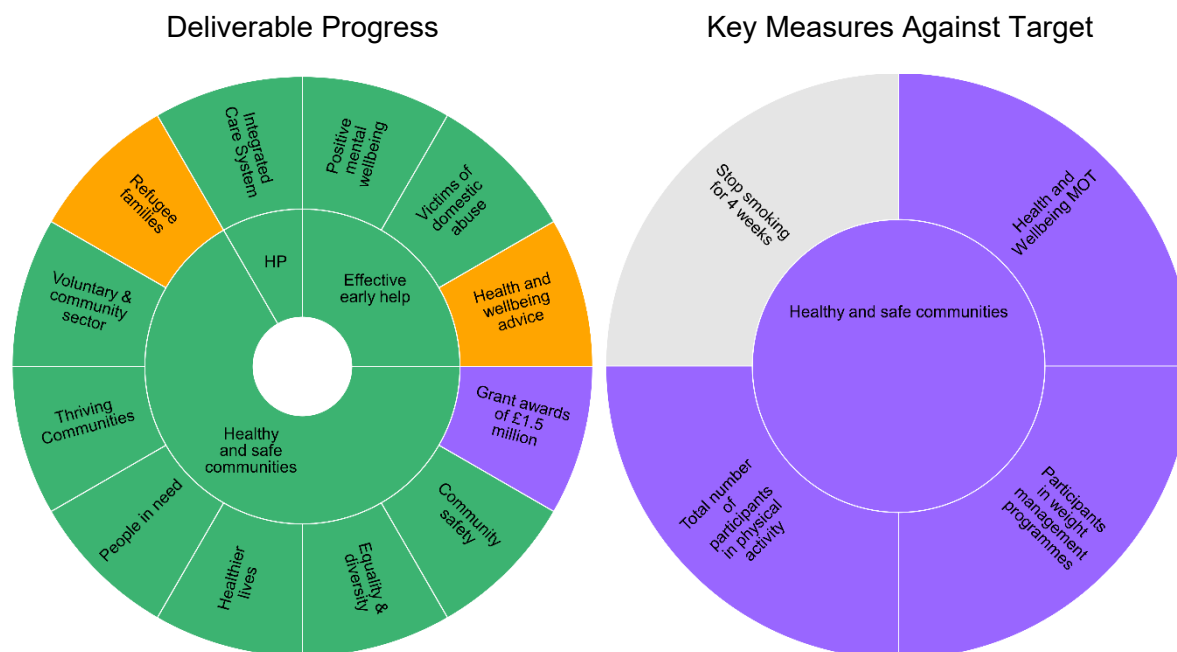 Deliverable Progress
Key Measures Against Target
Integrated
Care System
Positive
mental
wellbeing
Victims of
domestic
abuse
Health and
wellbeing
advice
Grant awards
of £1.5
million
Community
safety
Equality &
diversity
Healthier
lives
People in need
Thriving
Communities
Voluntary &
community
sector
Refugee
families
HP
Effective
early help
Healthy
and safe
communities
Stop smoking
for 4 weeks
Health and
Wellbeing MOT
Participants
in weight
management
programmes
Total number
of
participants
in physical
activity
Healthy and safe communities